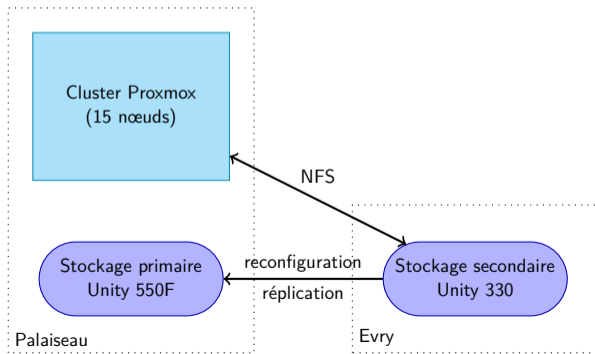 Cluster Proxmox
(15 nœuds)
NFS
Stockage primaire
Unity 550F
reconfiguration
réplication
Stockage secondaire
Unity 330
Palaiseau
Evry